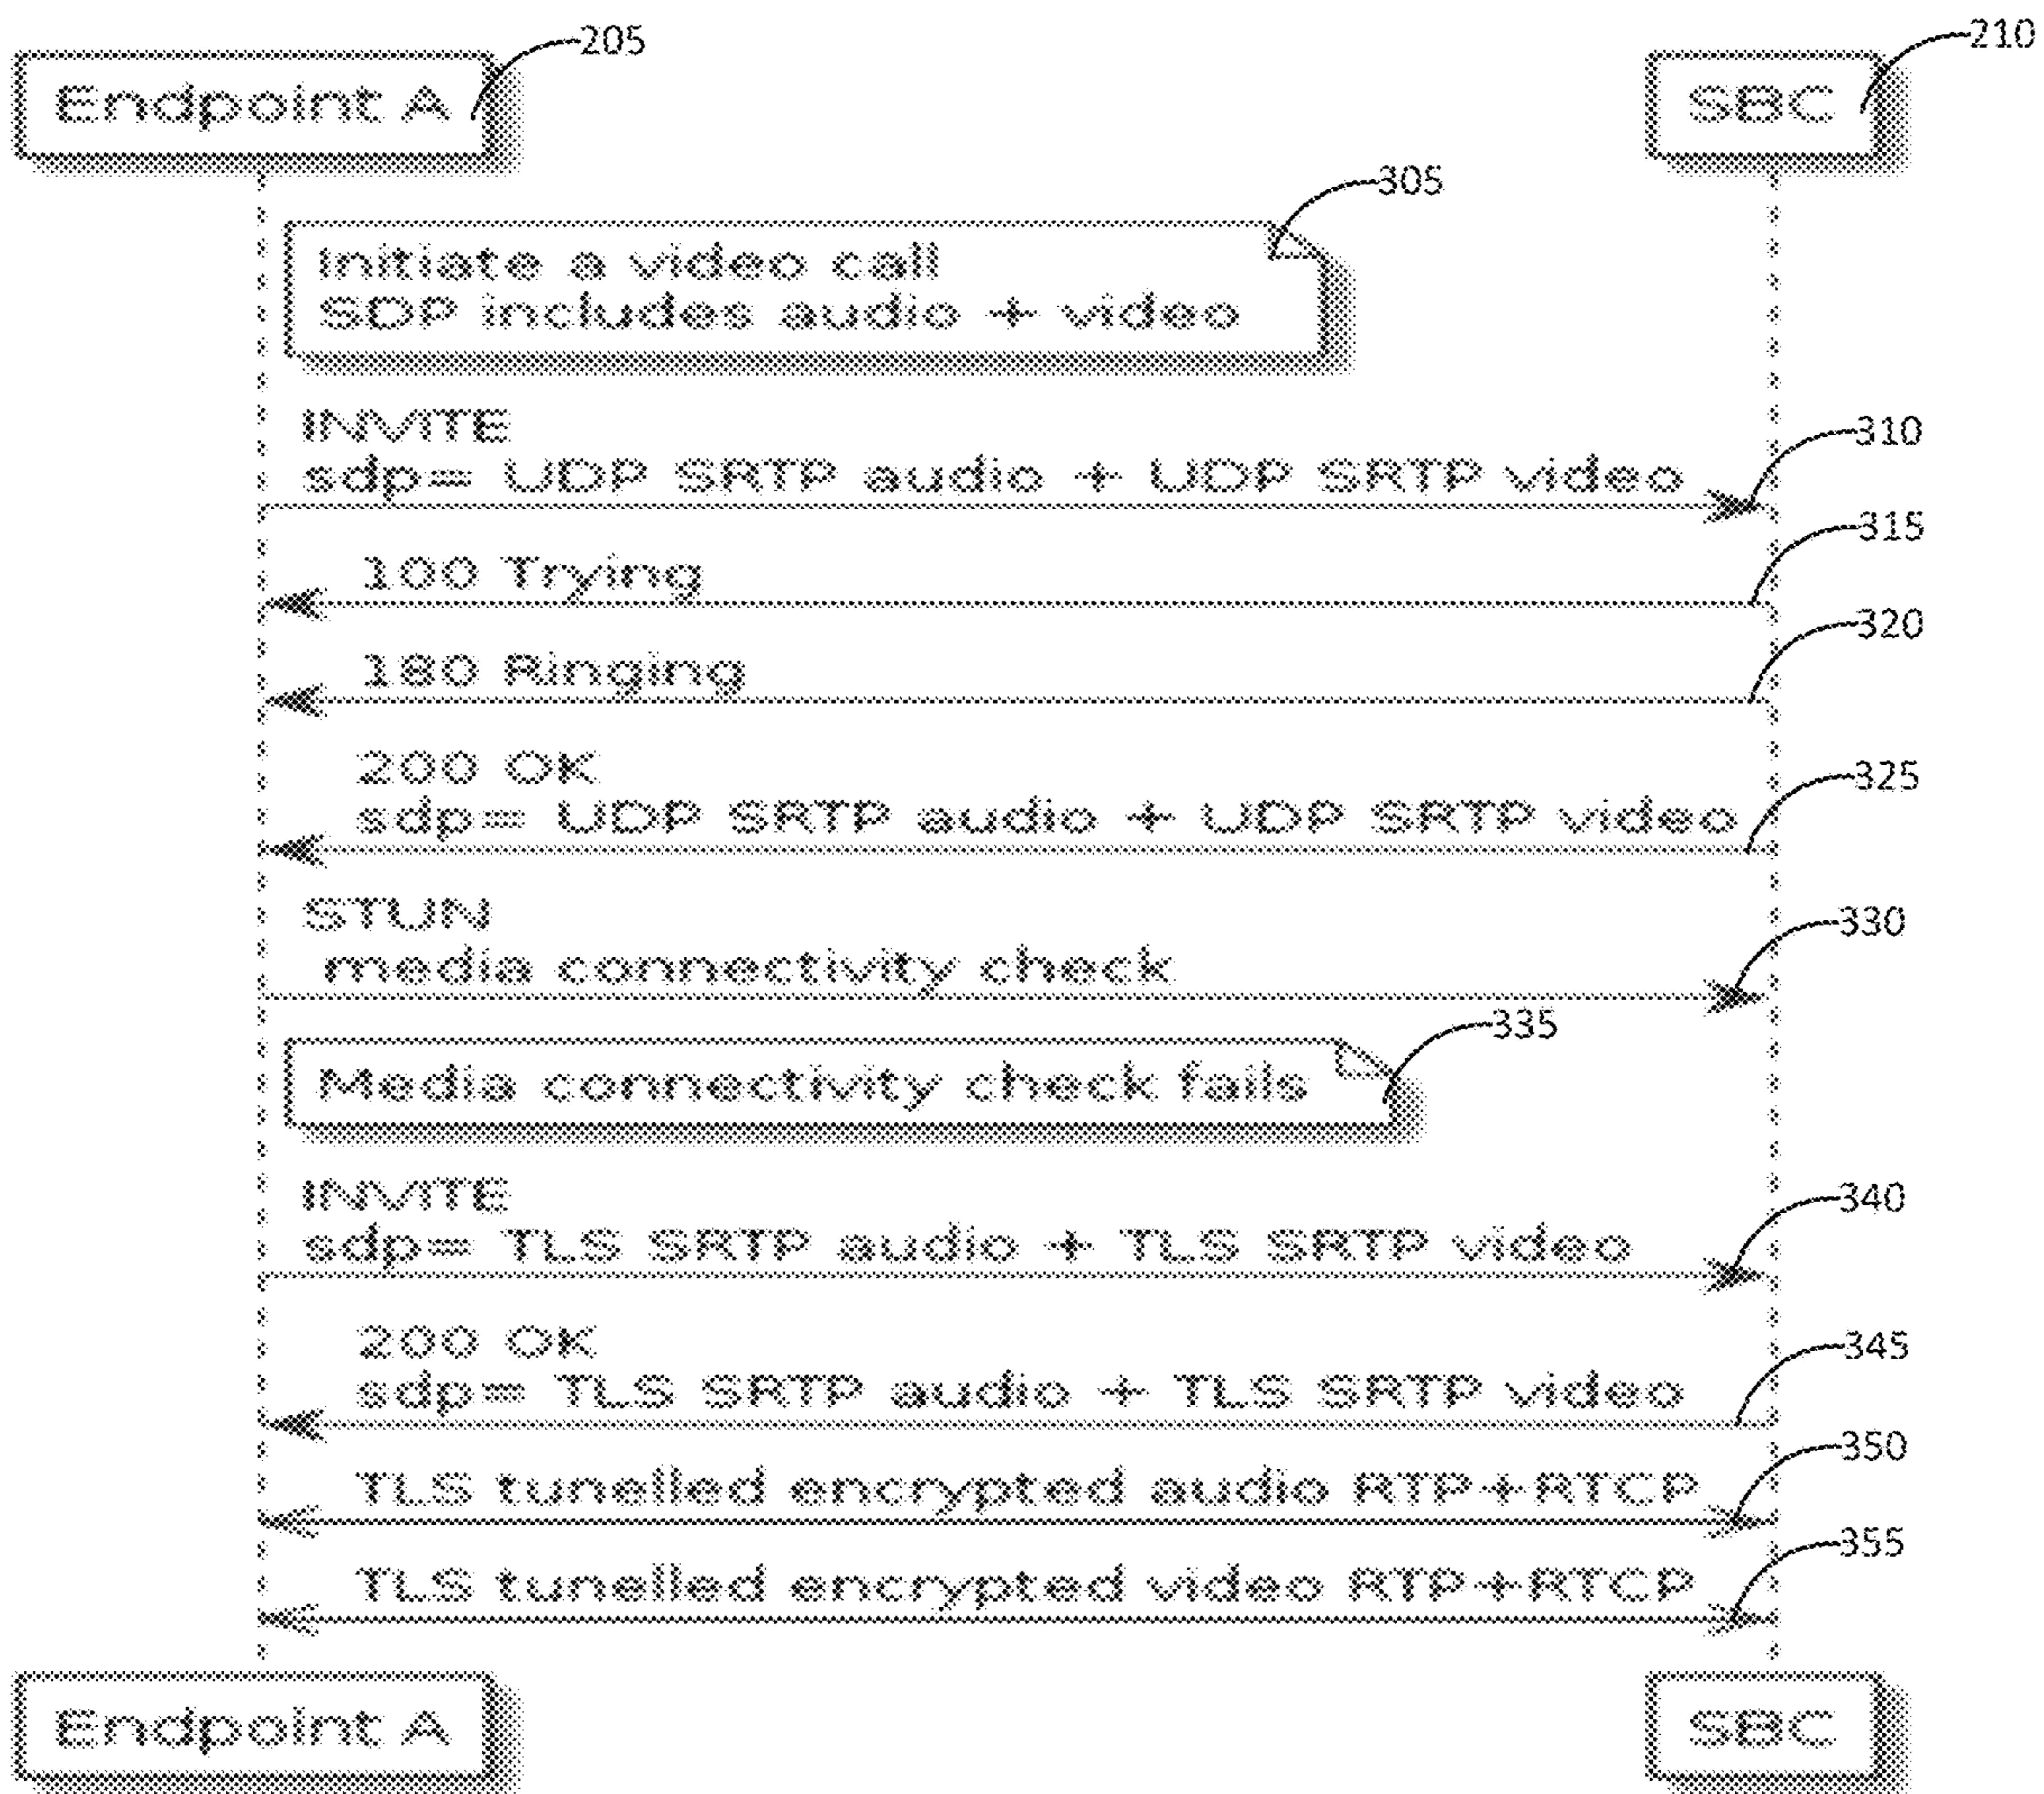 205
210
Endpoint A
SBC
305
Initiate a video call
SDP includes audio + video
INVITE
310
sdp= UDP SRTP audio + UDP SRTP video
315
100 Trying
320
180 Ringing
200 OK
325
sdp= UDP SRTP audio + UDP SRTP video
STUN
330
media connectivity check
335
Media connectivity check fails
INVITE
340
sdp= TLS SRTP audio + TLS SRTP video
200 OK
345
sdp= TLS SRTP audio + TLS SRTP video
350
TLS tunelled encrypted audio RTP+RTCP
355
TLS tunelled encrypted video RTP+RTCP
Endpoint A
SBC